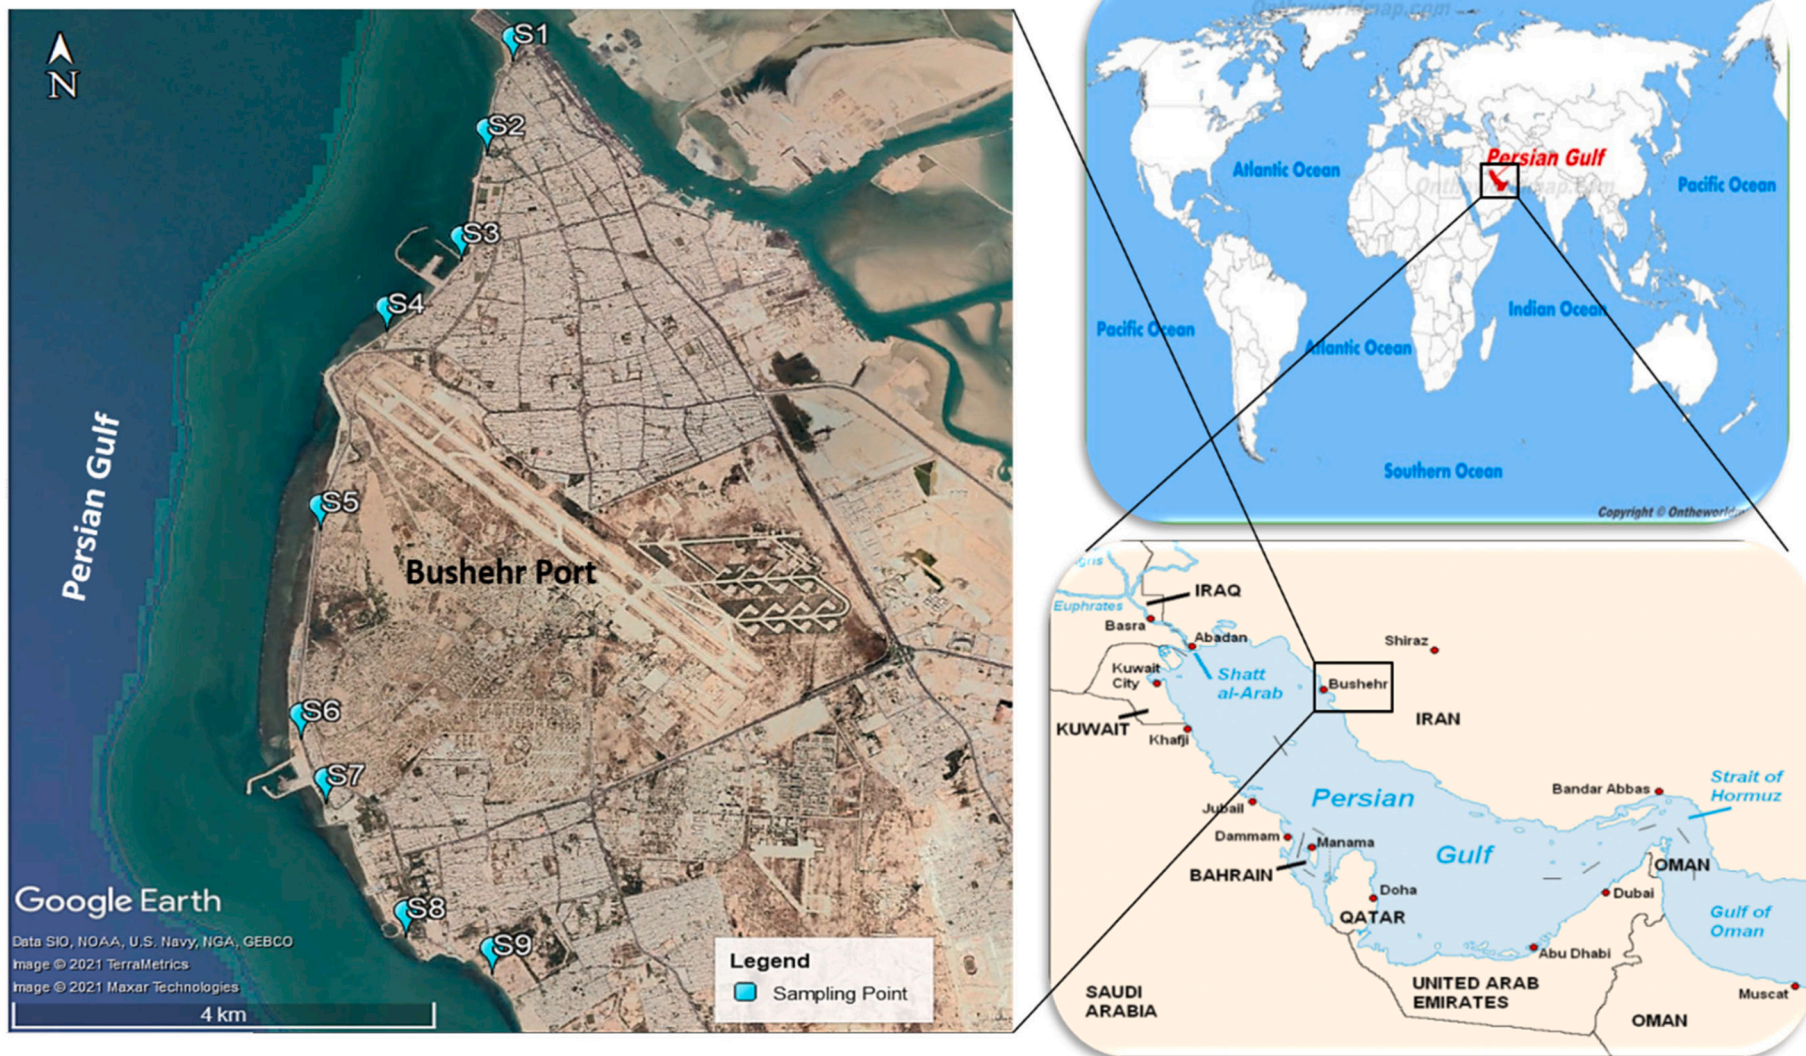 N
S1
S2
S3
S4
S5
S6
S7
S8
S9
Persian Gulf
Bushehr Port
Google Earth
Data SIO, NOAA, U.S. Navy, NGA, GEBCO
Image © 2021 TerraMetrics
Image © 2021 Maxar Technologies
4 km
Legend
Sampling Point
Ontheworldmap.com
Persian Gulf
Atlantic Ocean
Pacific Ocean
Indian Ocean
Pacific Ocean
Atlantic Ocean
Southern Ocean
Copyright © Ontheworldm
Euphrates
IRAQ
Basra
Abadan
Shiraz
Kuwait
City
Shatt
al-Arab
Bushehr
IRAN
KUWAIT
Khafji
Persian
Gulf
Bandar Abbas
Strait of
Hormuz
Jubail
Dammam
Manama
BAHRAIN
OMAN
Doha
QATAR
Dubai
Gulf of
Oman
Abu Dhabi
UNITED ARAB
EMIRATES
SAUDI
ARABIA
Muscat
OMAN